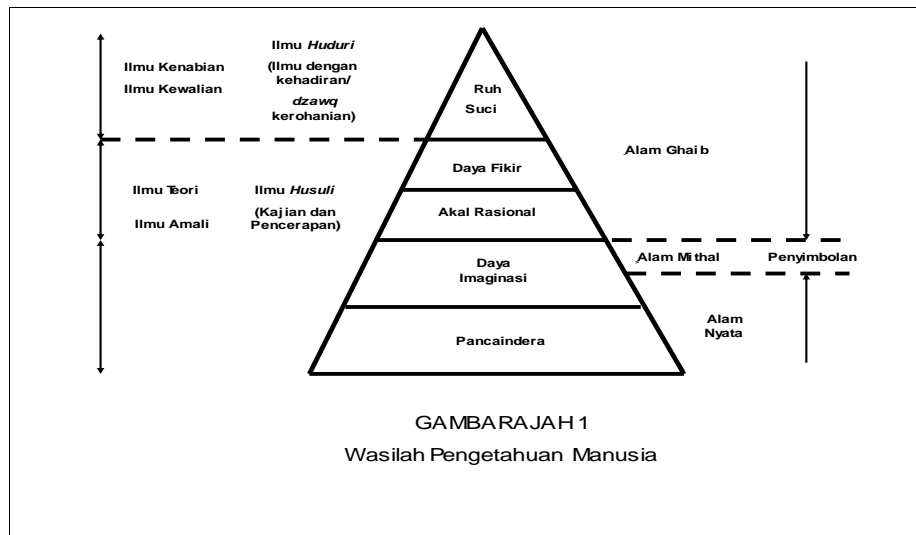 Ilmu Kenabian
Ilmu Kewalian
Ilmu Huduri
(Ilmu dengan
kehadiran/
dzawq
kerohanian)
Ruh
Suci
Alam Ghaib
Daya Fikir
Ilmu Teori
Ilmu Amali
Ilmu Husuli
(Kajian dan
Pencerapan)
Akal Rasional
Daya
Imaginasi
Alam Mithal
Penyimbolan
Alam
Nyata
Pancaindera
GAMBARAJAH 1
Wasilah Pengetahuan Manusia